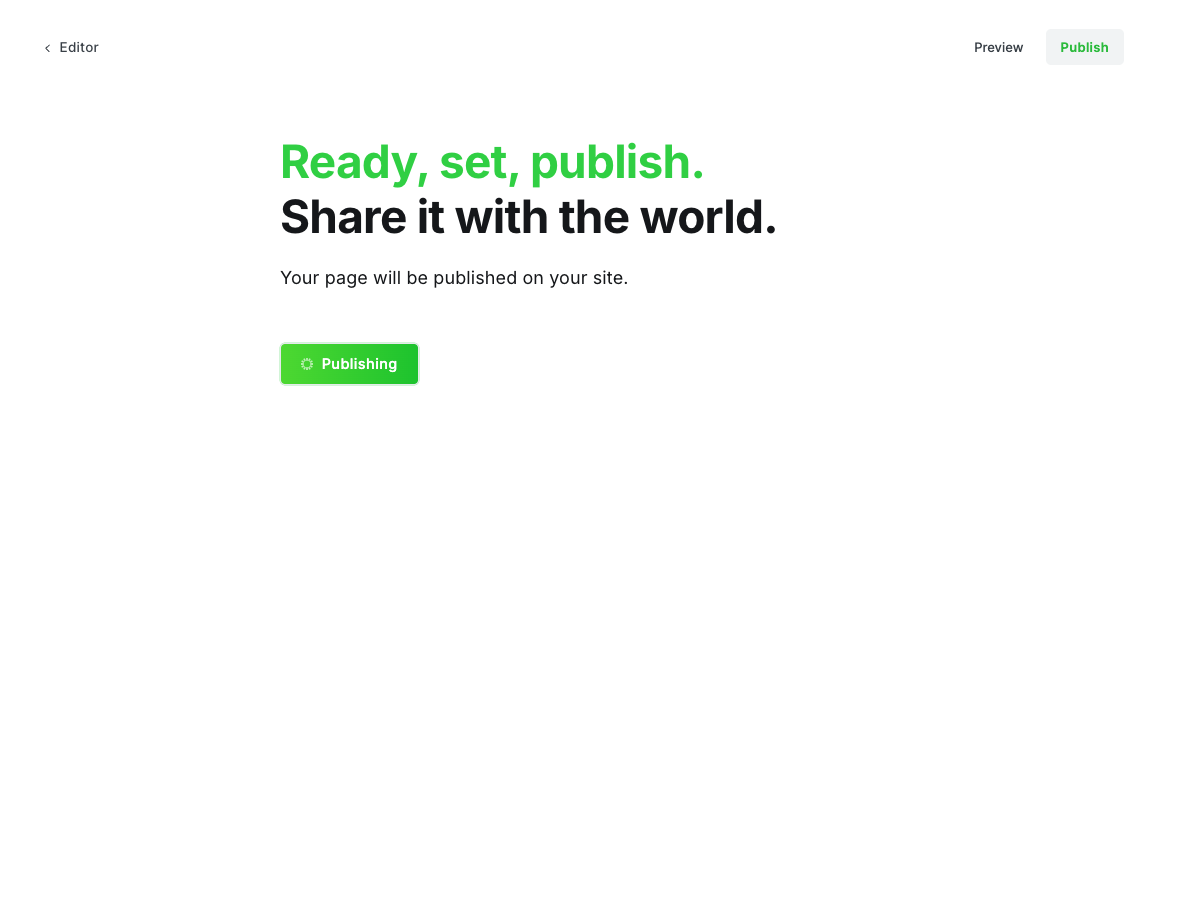 Editor
Preview
Publish
Ready, set, publish.
Share it with the world.
Your page will be published on your site.
Publishing